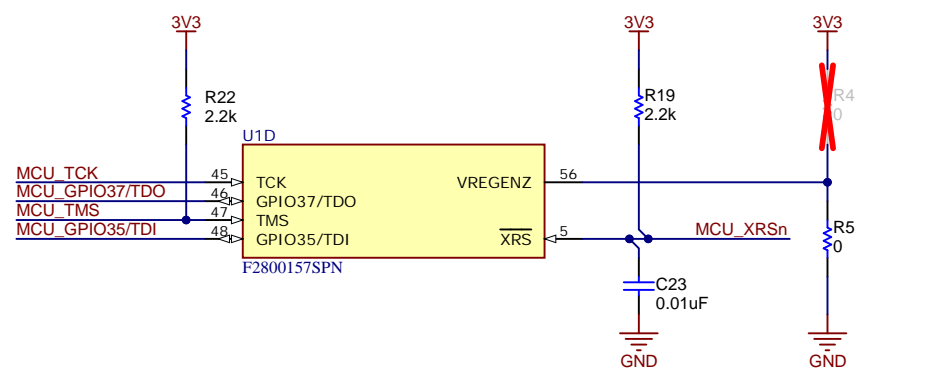 3V3
3V3
3V3
R22
2.2k
R19
2.2k
R4
0
U1D
MCU_TCK
45
TCK
VREGENZ
56
MCU_GPIO37/TDO
46
GPIO37/TDO
MCU_TMS
47
TMS
MCU_GPIO35/TDI
48
GPIO35/TDI
XRS
5
MCU_XRSn
R5
0
F2800157SPN
C23
0.01uF
GND
GND